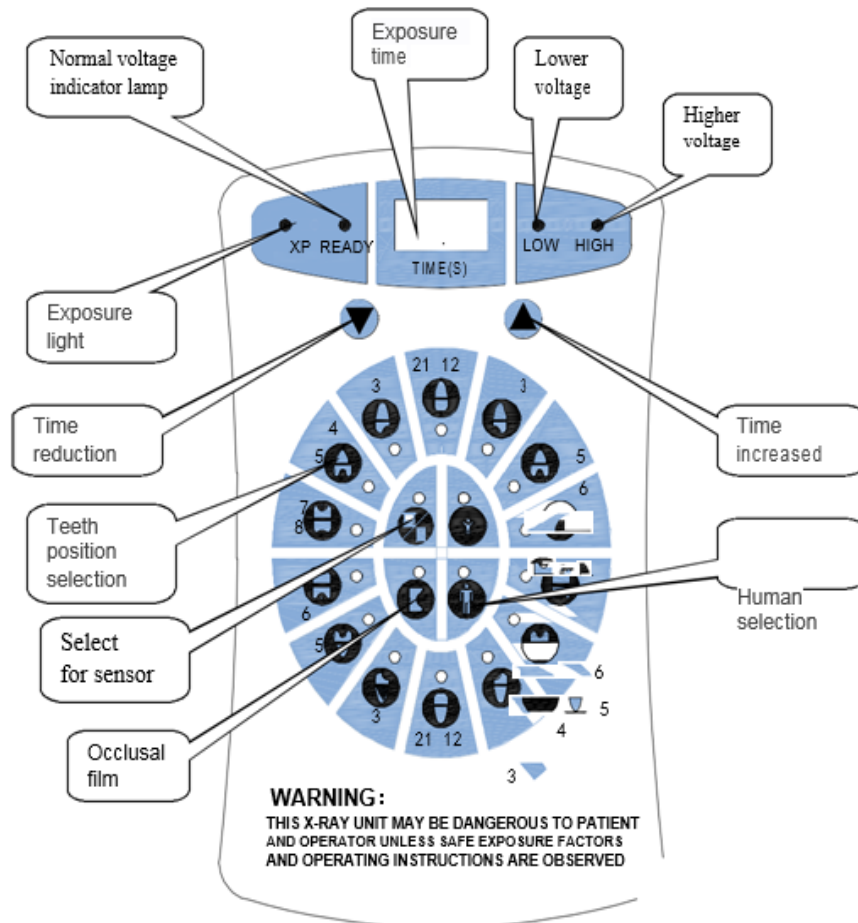 Exposure
time
Normal voltage
indicator lamp
Lower
voltage
Higher
voltage
XP READY
TIME(S)
LOW HIGH
Exposure
light
Time
reduction
Time
increased
21 12
3
3
4
5
5
6
7
8
Teeth
position
selection
Human
selection
6
5
Select
for sensor
6
5
4
3
21 12
3
Occlusal
film
WARNING:
THIS X-RAY UNIT MAY BE DANGEROUS TO PATIENT
AND OPERATOR UNLESS SAFE EXPOSURE FACTORS
AND OPERATING INSTRUCTIONS ARE OBSERVED